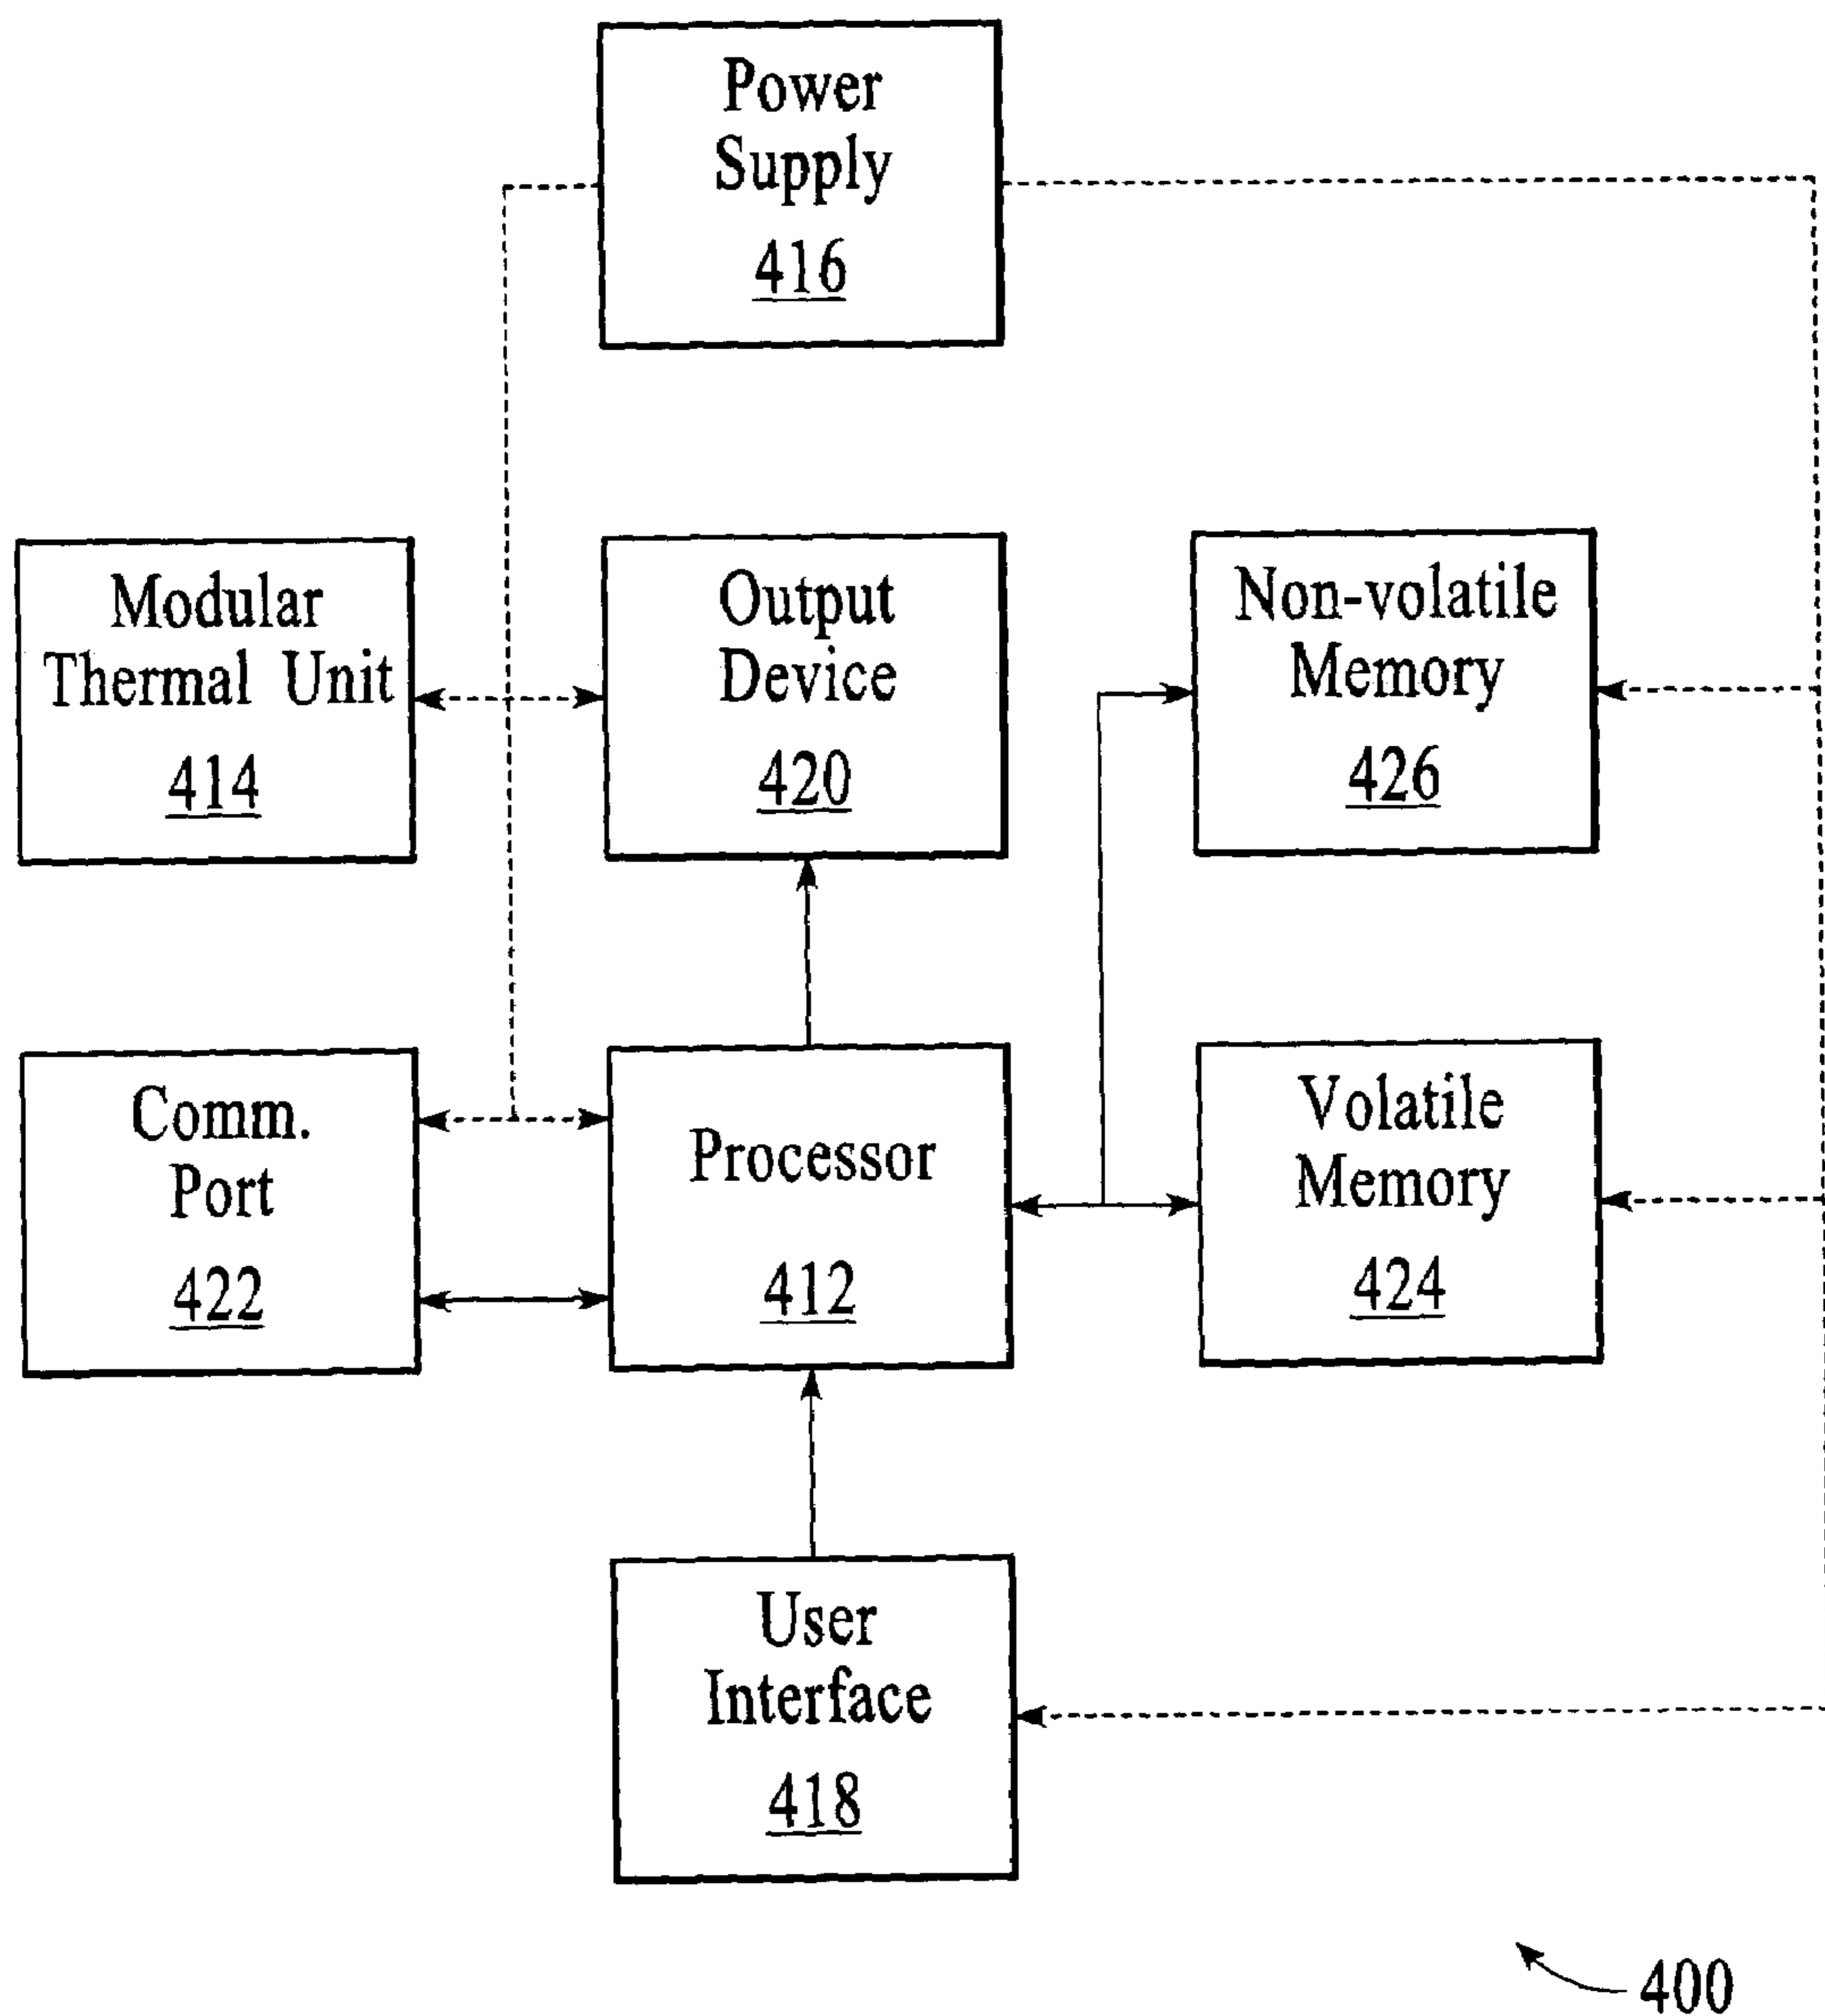 Power
Supply
416
Modular
Thermal Unit
414
Output
Device
420
Non-volatile
Memory
426
Comm.
Port
422
Processor
412
Volatile
Memory
424
User
Interface
418
400